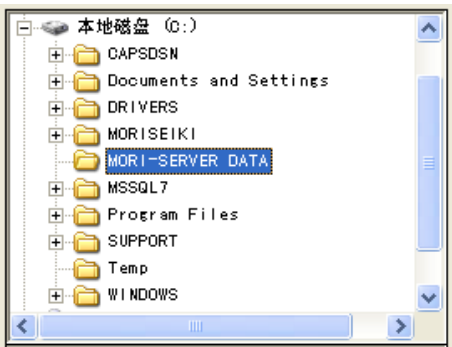 本地磁盘 (C:)
CAPSDSN
Documents and Settings
DRIVERS
MORISEIKI
MORI-SERVER DATA
MSSQL7
Program Files
SUPPORT
Temp
WINDOWS